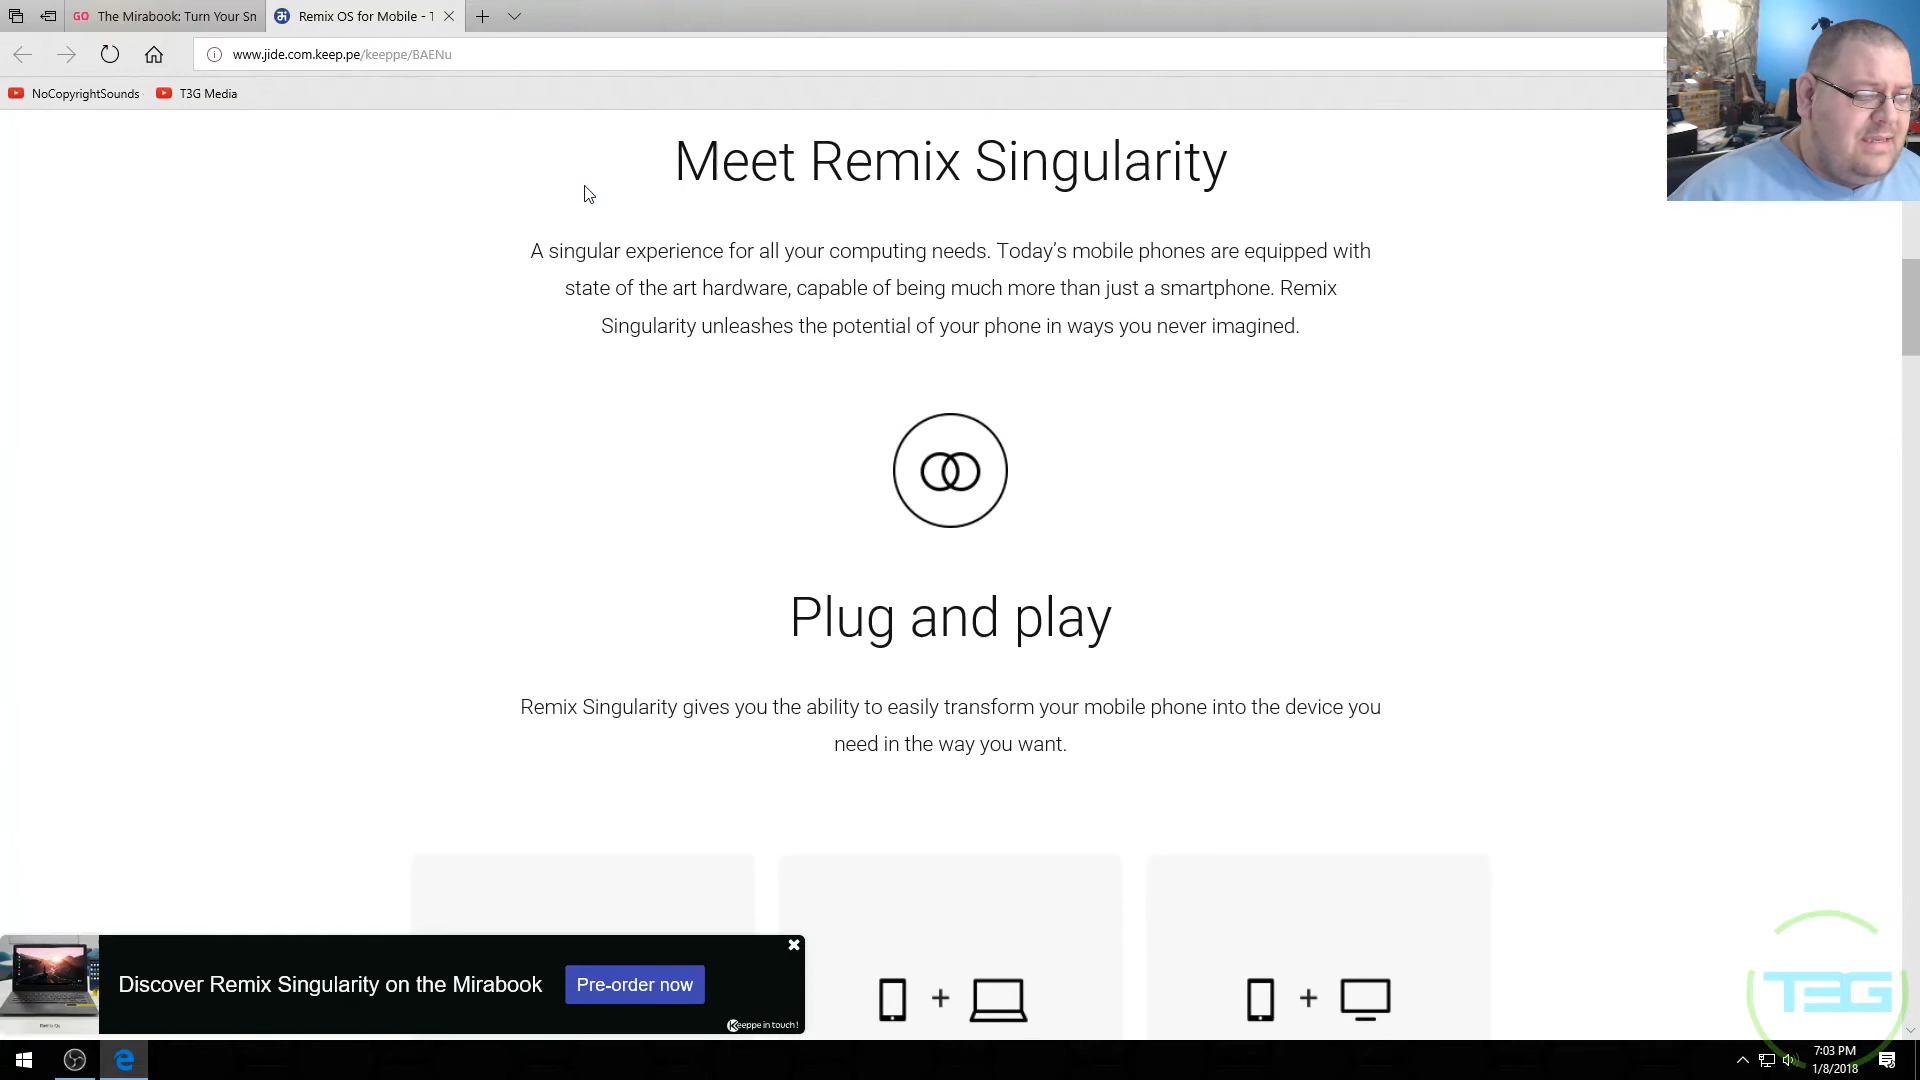 GO The Mirabook: Turn Your Sn
Remix OS for Mobile - T
www.jide.com.keep.pe/keeppe/BAENu
NoCopyrightSounds
T3G Media
Meet Remix Singularity
A singular experience for all your computing needs. Today's mobile phones are equipped with
state of the art hardware, capable of being much more than just a smartphone. Remix
Singularity unleashes the potential of your phone in ways you never imagined.
Plug and play
Remix Singularity gives you the ability to easily transform your mobile phone into the device you
need in the way you want.
+
+
Discover Remix Singularity on the Mirabook
Pre-order now
Keeppe in touch !
T3G
7:03 PM
1/8/2018